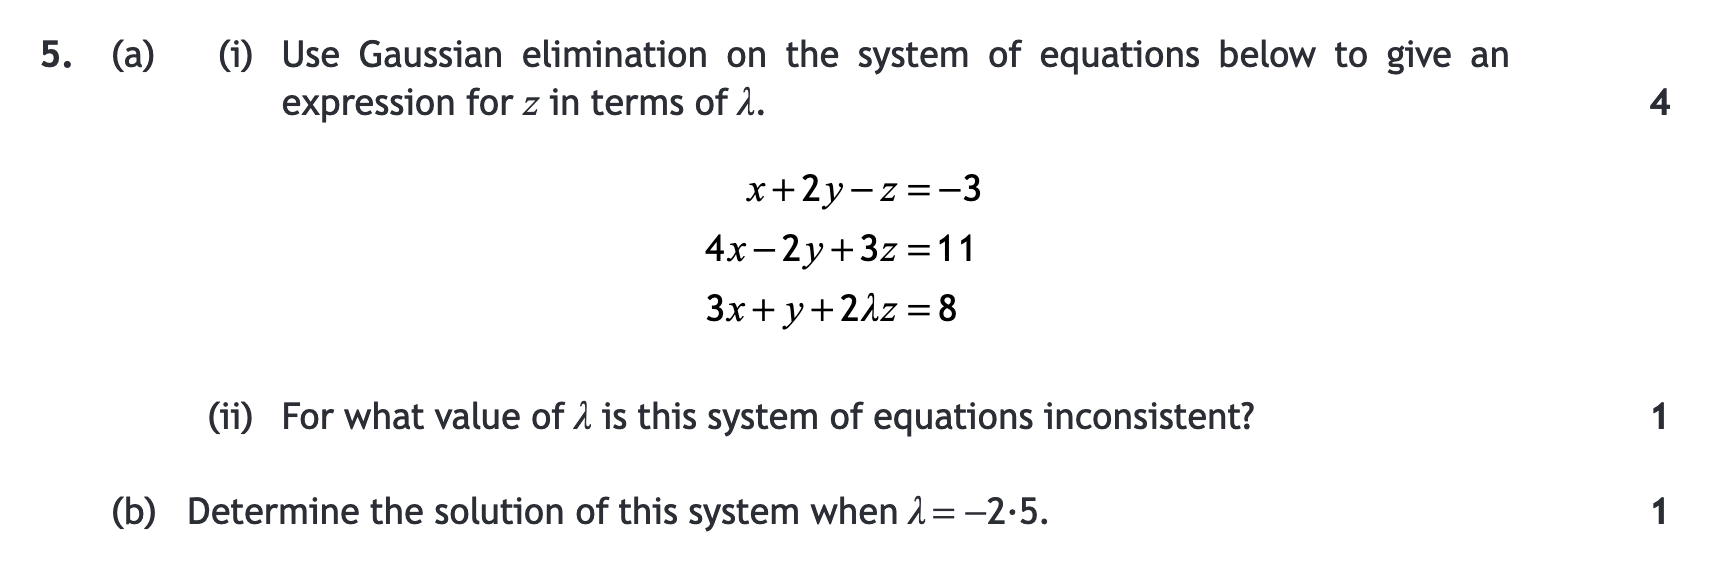 5. (a) (i) Use Gaussian elimination on the system of equations below to give an
expression for z in terms of λ. 4
x+2y−z=−3
4x−2y+3z=11
3x+y+2λz=8
(ii) For what value of λ is this system of equations inconsistent? 1
(b) Determine the solution of this system when λ=−2·5. 1